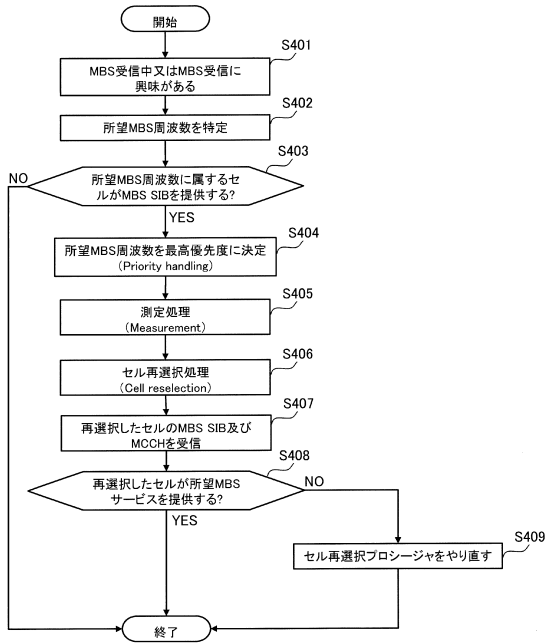 開始
S401
MBS受信中又はMBS受信に
興味がある
S402
所望MBS周波数を特定
S403
NO
所望MBS周波数に属するセ
ルがMBS SIBを提供する?
YES
S404
所望MBS周波数を最高優先度に決定
(Priority handling)
S405
測定処理
(Measurement)
S406
セル再選択処理
(Cell reselection)
S407
再選択したセルのMBS SIB及び
MCCHを受信
S408
再選択したセルが所望MBS
サービスを提供する?
NO
YES
S409
セル再選択プロシージャをやり直す
終了